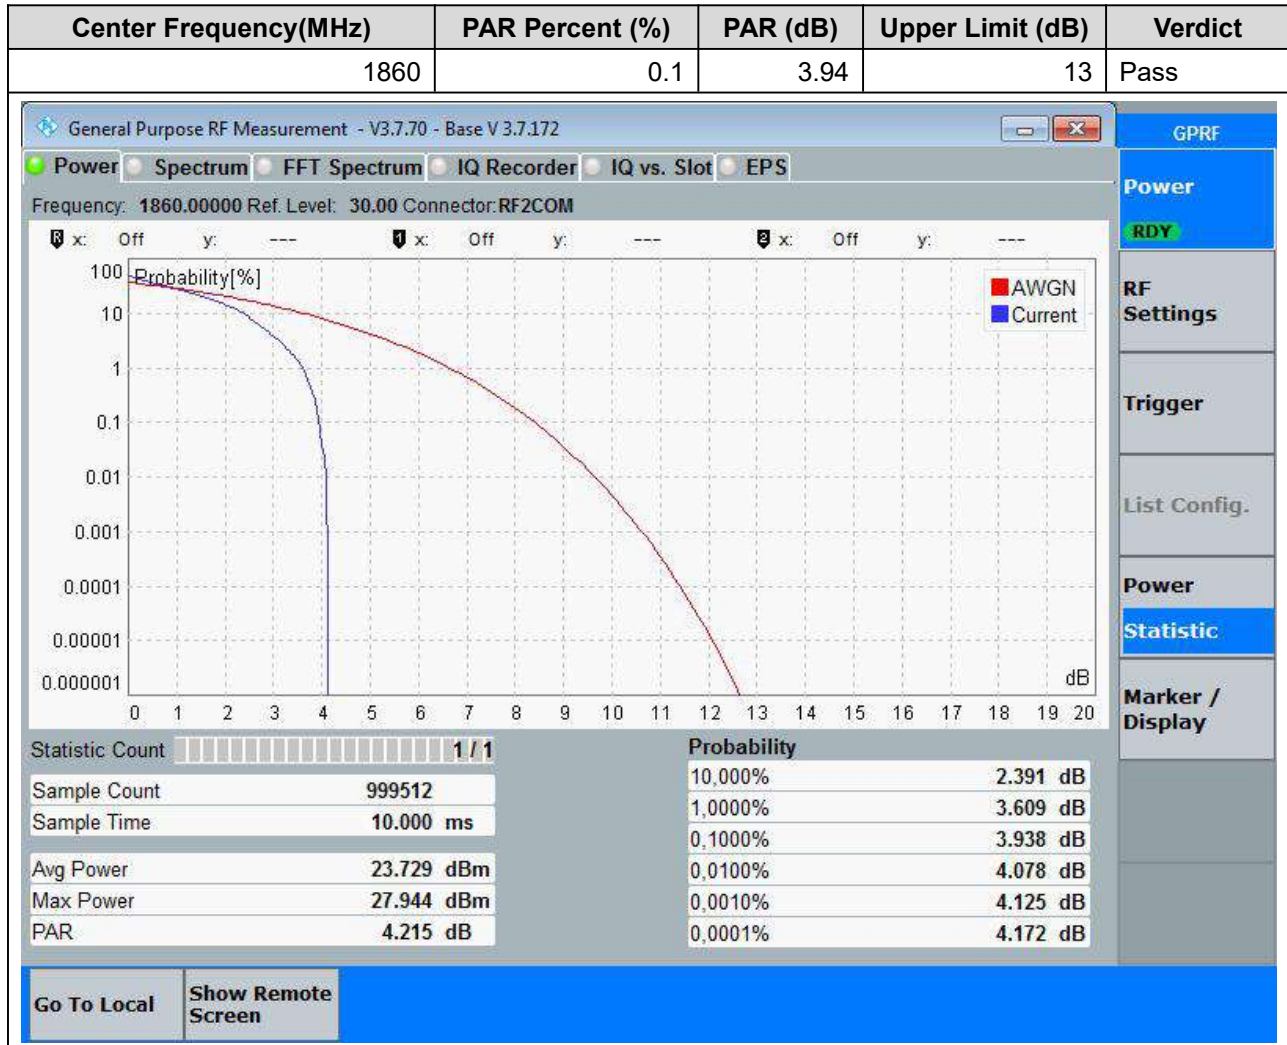 Center Frequency(MHz) PAR Percent (%) PAR (dB) Upper Limit (dB) Verdict
1860 0.1 3.94 13 Pass
General Purpose RF Measurement - V3.7.70 - Base V 3.7.172
GPRF
Power Spectrum FFT Spectrum IQ Recorder IQ vs. Slot EPS
Power
RDY
Frequency: 1860.00000 Ref. Level: 30.00 Connector:RF2COM
R x: Off y: --- 1 x: Off y: --- 2 x: Off y: ---
Probability[%]
AWGN
Current
100
10
1
0.1
0.01
0.001
0.0001
0.00001
0.000001
dB
0 1 2 3 4 5 6 7 8 9 10 11 12 13 14 15 16 17 18 19 20
RF
Settings
Trigger
List Config.
Power
Statistic
Marker /
Display
Statistic Count 1 / 1
Sample Count 999512
Sample Time 10.000 ms
Avg Power 23.729 dBm
Max Power 27.944 dBm
PAR 4.215 dB
Probability
10,000% 2.391 dB
1,0000% 3.609 dB
0,1000% 3.938 dB
0,0100% 4.078 dB
0,0010% 4.125 dB
0,0001% 4.172 dB
Go To Local
Show Remote
Screen